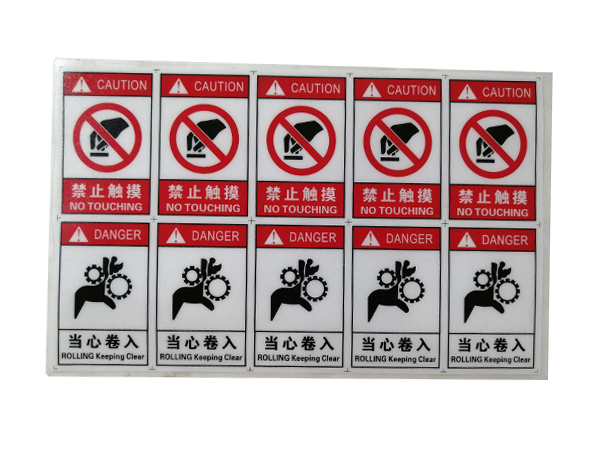 CAUTION CAUTION CAUTION CAUTION CAUTION
禁止触摸 禁止触摸 禁止触摸 禁止触摸 禁止触摸
NO TOUCHING NO TOUCHING NO TOUCHING NO TOUCHING NO TOUCHING
DANGER DANGER DANGER DANGER DANGER
当心卷入 当心卷入 当心卷入 当心卷入 当心卷入
ROLLING Keeping Clear ROLLING Keeping Clear ROLLING Keeping Clear ROLLING Keeping Clear ROLLING Keeping Clear